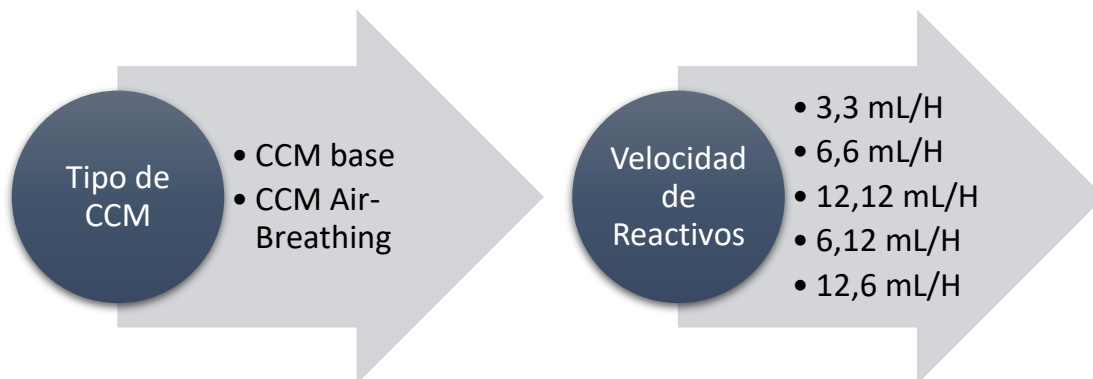 Tipo de
CCM
• CCM base
• CCM Air-
Breathing
Velocidad
de
Reactivos
• 3,3 mL/H
• 6,6 mL/H
• 12,12 mL/H
• 6,12 mL/H
• 12,6 mL/H